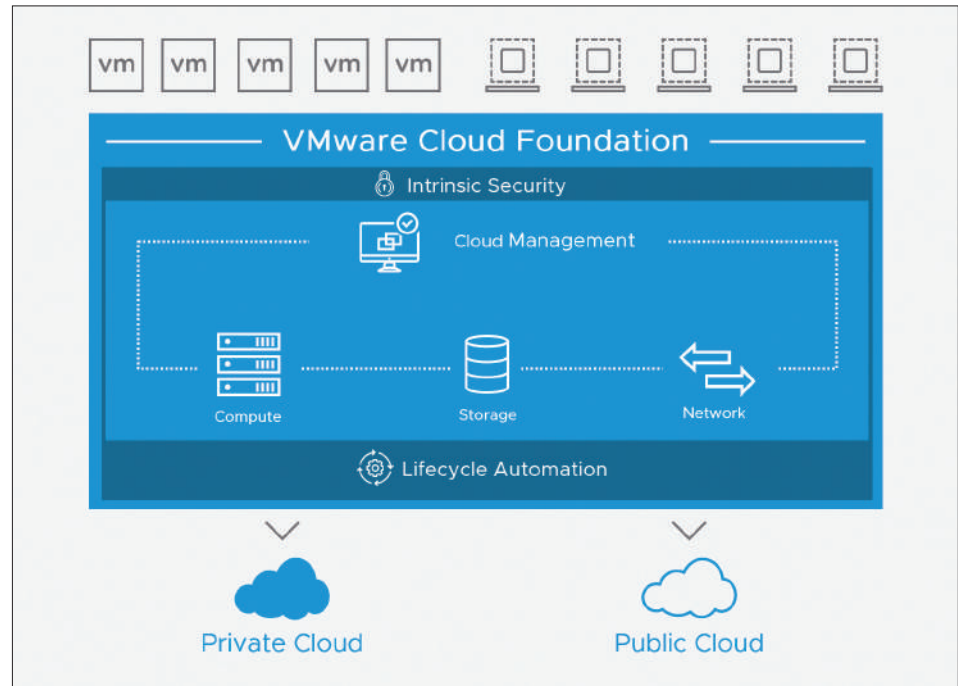 vm vm vm vm vm
VMware Cloud Foundation
Intrinsic Security
Cloud Management
Compute Storage Network
Lifecycle Automation
Private Cloud Public Cloud